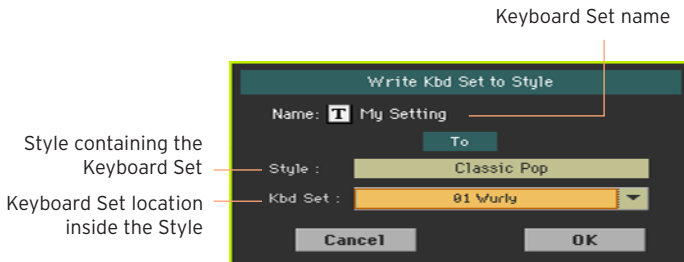 Keyboard Set name
Write Kbd Set to Style
Name: T My Setting
To
Style containing the
Keyboard Set
Style :
Classic Pop
Keyboard Set location
inside the Style
Kbd Set :
01 Wurly
Cancel
OK